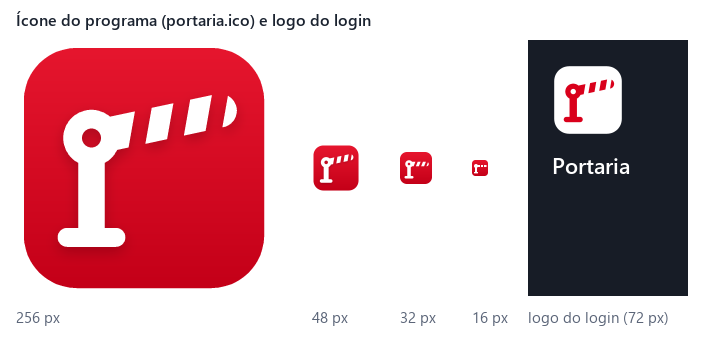 Ícone do programa (portaria.ico) e logo do login
Portaria
256 px
48 px
32 px
16 px
logo do login (72 px)